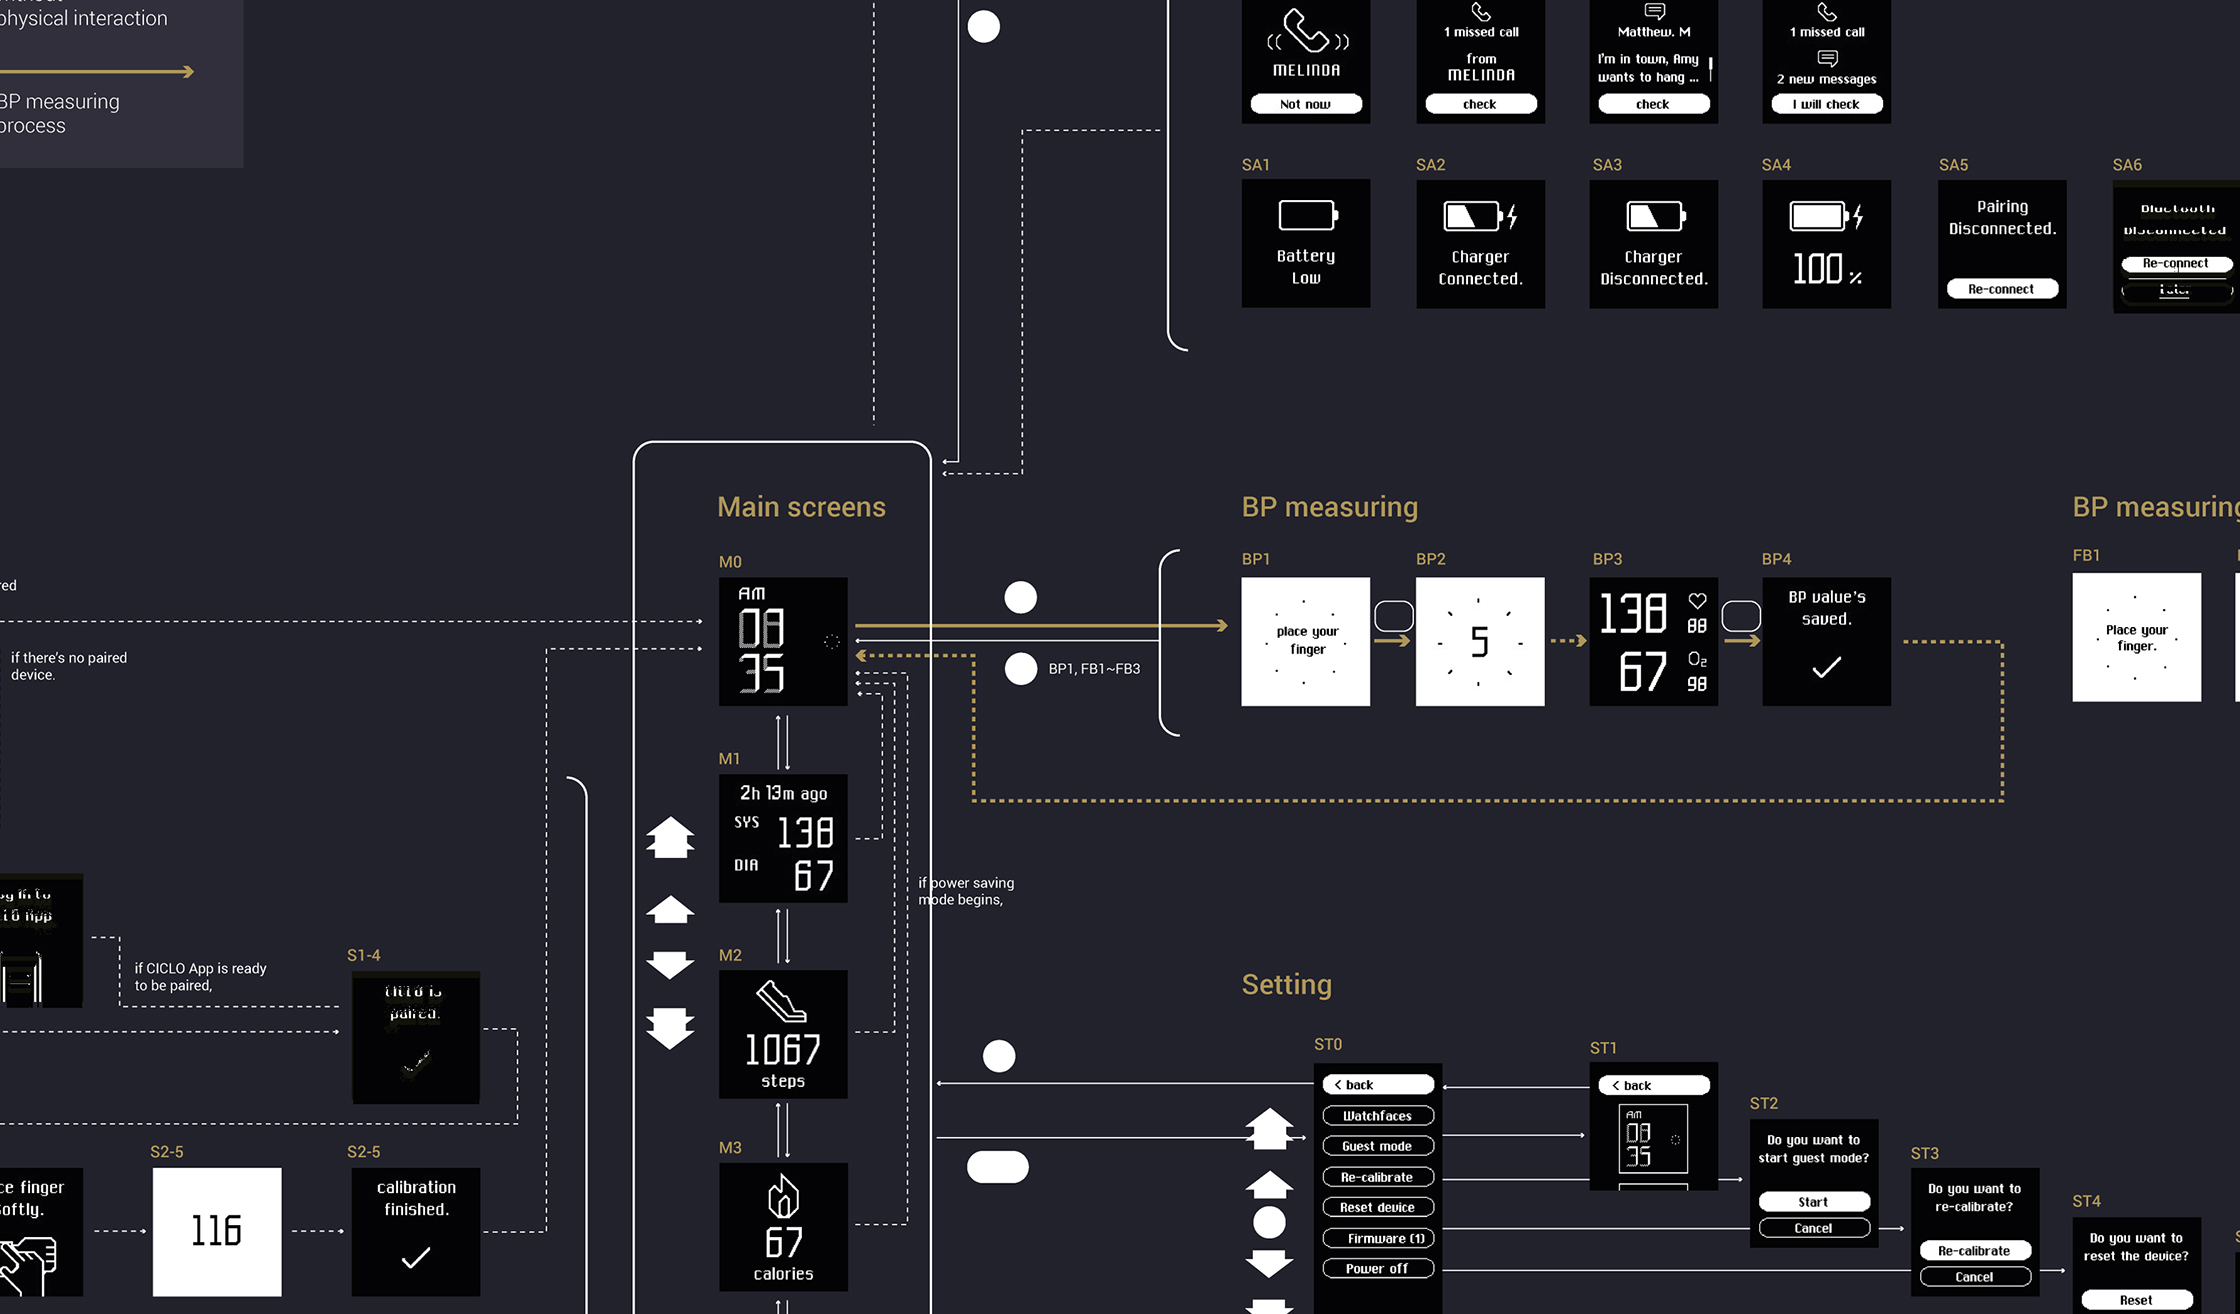 physical interaction
BP measuring
process
MELINDA
Not now
1 missed call
from
MELINDA
check
Matthew. M
I'm in town, Amy
wants to hang ...
check
1 missed call
2 new messages
I will check
SA1
SA2
SA3
SA4
SA5
SA6
Battery
Low
Charger
Connected.
Charger
Disconnected.
100 %
Pairing
Disconnected.
Re-connect
Bluetooth
Disconnected
Re-connect
Later
Main screens
M0
AM
08
35
M1
2h 13m ago
SYS 138
DIA 67
M2
1067
steps
M3
67
calories
if power saving
mode begins,
BP1, FB1~FB3
BP measuring
BP1
place your
finger
BP2
5
BP3
138 88
67 O2 98
BP4
BP value's
saved.
BP measuring
FB1
Place your
finger.
if there's no paired
device.
if CICLO App is ready
to be paired,
S1-4
paired.
S2-5
116
S2-5
calibration
finished.
finger
Setting
ST0
< back
Watchfaces
Guest mode
Re-calibrate
Reset device
Firmware (1)
Power off
ST1
< back
AM
08
35
ST2
Do you want to
start guest mode?
Start
Cancel
ST3
Do you want to
re-calibrate?
Re-calibrate
Cancel
ST4
Do you want to
reset the device?
Reset